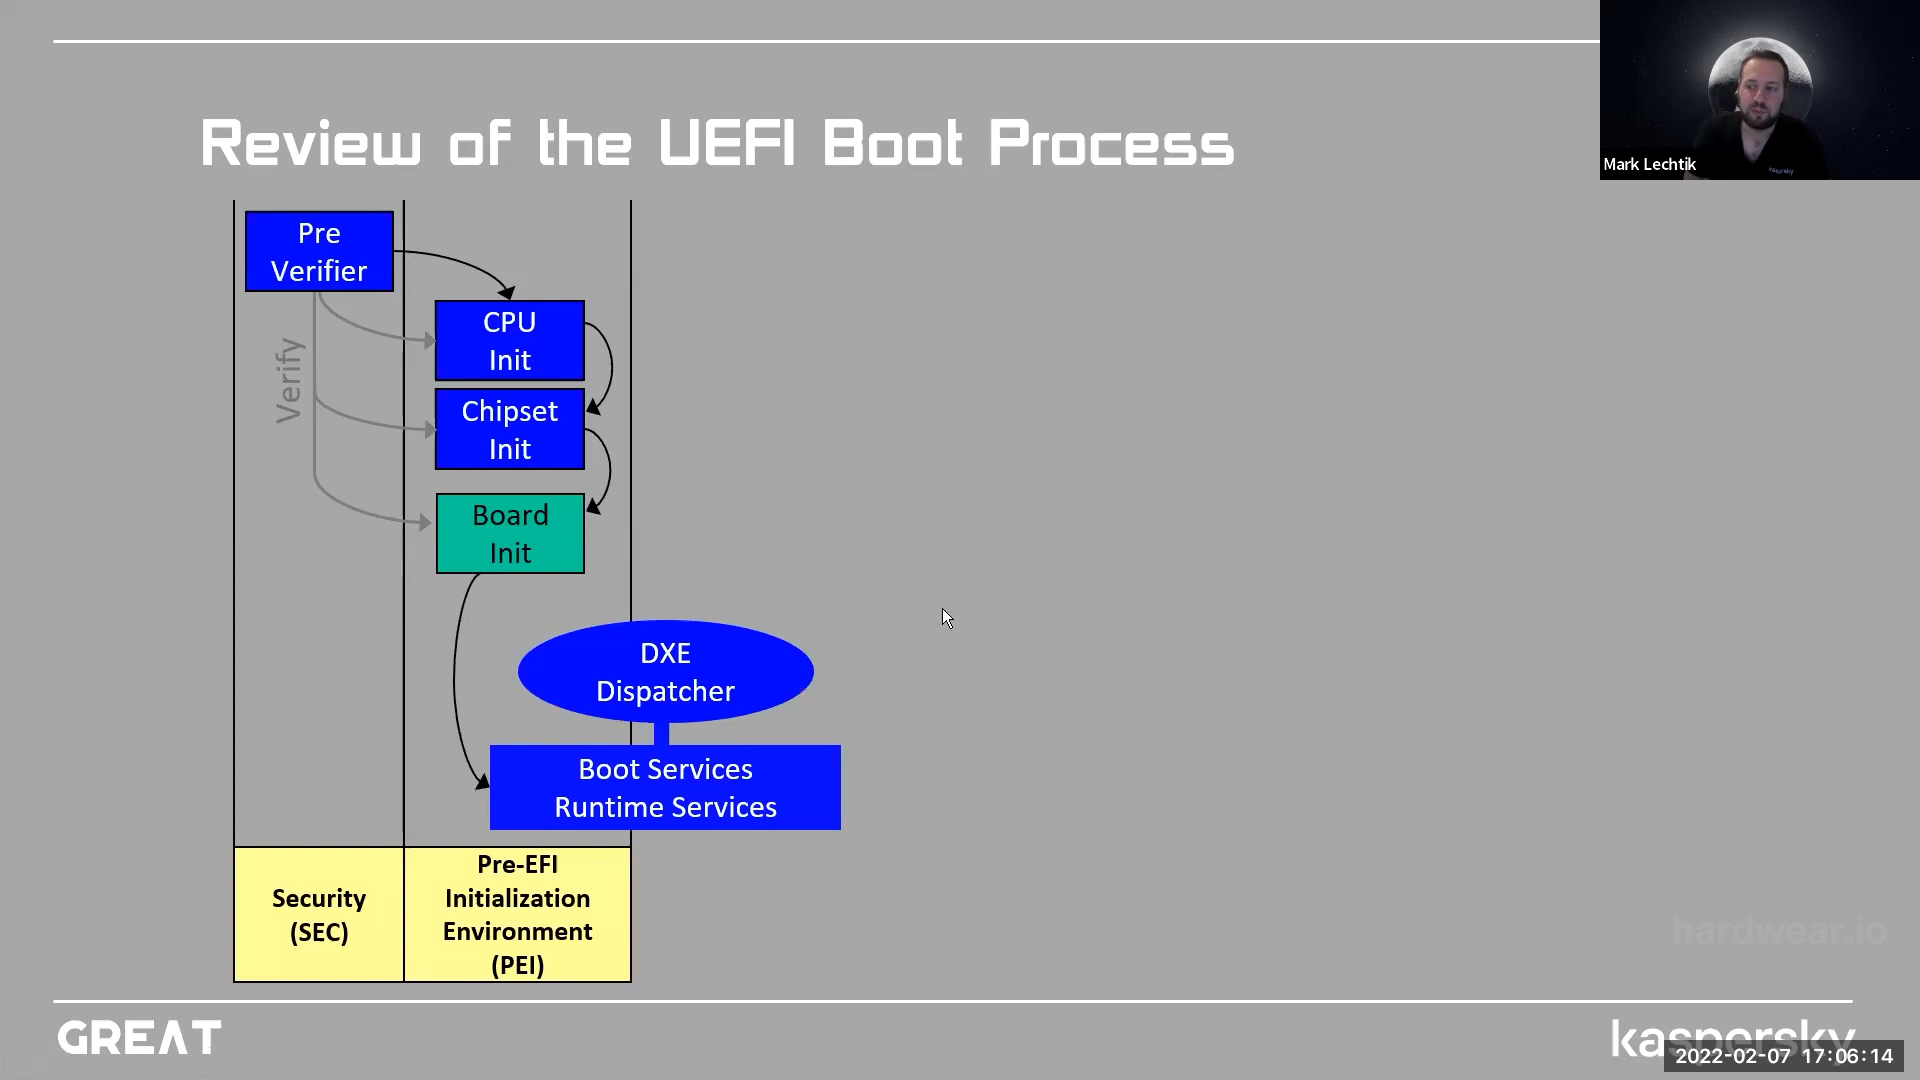 Review of the UEFI Boot Process
Mark Lechtik
kaspersky
Pre
Verifier
Verify
CPU
Init
Chipset
Init
Board
Init
DXE
Dispatcher
Boot Services
Runtime Services
Security
(SEC)
Pre-EFI
Initialization
Environment
(PEI)
hardwear.io
GREAT
kaspersky
2022-02-07 17:06:14